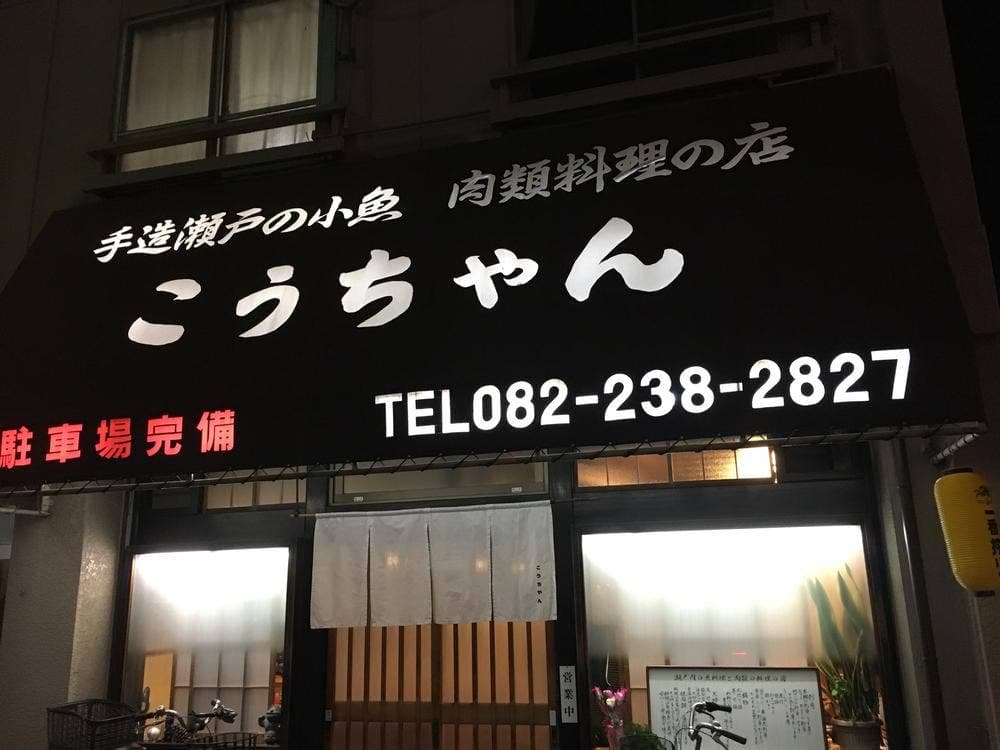 手造瀬戸の小魚 肉類料理の店
こうちゃん
TEL082-238-2827
駐車場完備
こうちゃん
営業中